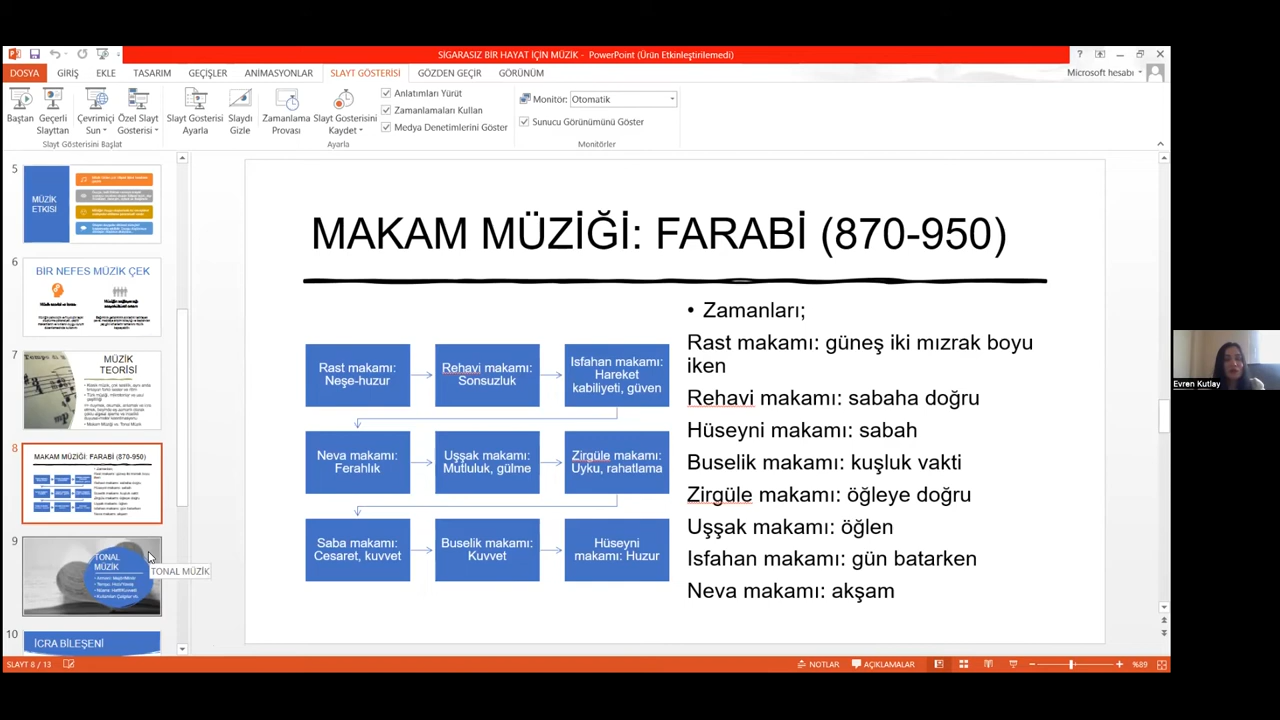 SİGARASIZ BİR HAYAT İÇİN MÜZİK - PowerPoint (Ürün Etkinleştirilemedi)
DOSYA GİRİŞ EKLE TASARIM GEÇİŞLER ANİMASYONLAR SLAYT GÖSTERİSİ GÖZDEN GEÇİR GÖRÜNÜM Microsoft hesabı
Baştan
Geçerli
Slayttan
Çevrimiçi
Sun
Özel Slayt
Gösterisi
Slayt Gösterisi
Ayarla
Slaydı
Gizle
Zamanlama
Provası
Slayt Gösterisini
Kaydet
Anlatımları Yürüt
Zamanlamaları Kullan
Medya Denetimlerini Göster
Monitör: Otomatik
Sunucu Görünümünü Göster
Slayt Gösterisini Başlat
Ayarla
Monitörler
5
MÜZİK
ETKISI
6
BİR NEFES MÜZİK ÇEK
7
MÜZİK
TEORİSİ
8
MAKAM MÜZİĞİ: FARABİ (870-950)
9
TONAL
MÜZİK
TONAL MÜZİK
10
İCRA BİLEŞENİ
MAKAM MÜZİĞİ: FARABİ (870-950)
Rast makamı:
Neşe-huzur
Rehavi makamı:
Sonsuzluk
Isfahan makamı:
Hareket
kabiliyeti, güven
Neva makamı:
Ferahlık
Uşşak makamı:
Mutluluk, gülme
Zirgüle makamı:
Uyku, rahatlama
Saba makamı:
Cesaret, kuvvet
Buselik makamı:
Kuvvet
Hüseyni
makamı: Huzur
• Zamanları;
Rast makamı: güneş iki mızrak boyu
iken
Rehavi makamı: sabaha doğru
Hüseyni makamı: sabah
Buselik makamı: kuşluk vakti
Zirgüle makamı: öğleye doğru
Uşşak makamı: öğlen
Isfahan makamı: gün batarken
Neva makamı: akşam
Evren Kutlay
SLAYT 8 / 13
NOTLAR
AÇIKLAMALAR
%89